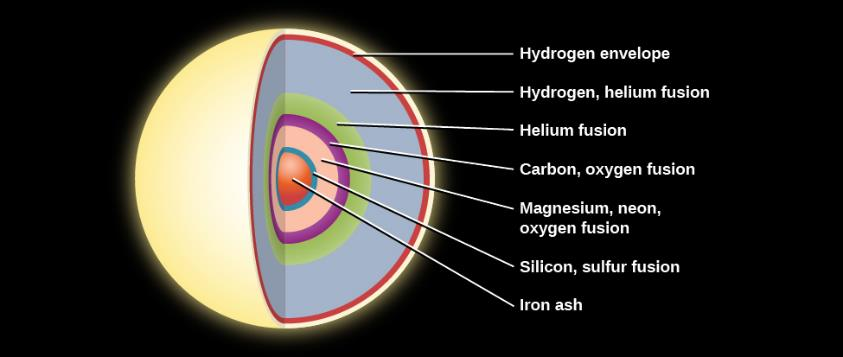 Hydrogen envelope
Hydrogen, helium fusion
Helium fusion
Carbon, oxygen fusion
Magnesium, neon,
oxygen fusion
Silicon, sulfur fusion
Iron ash